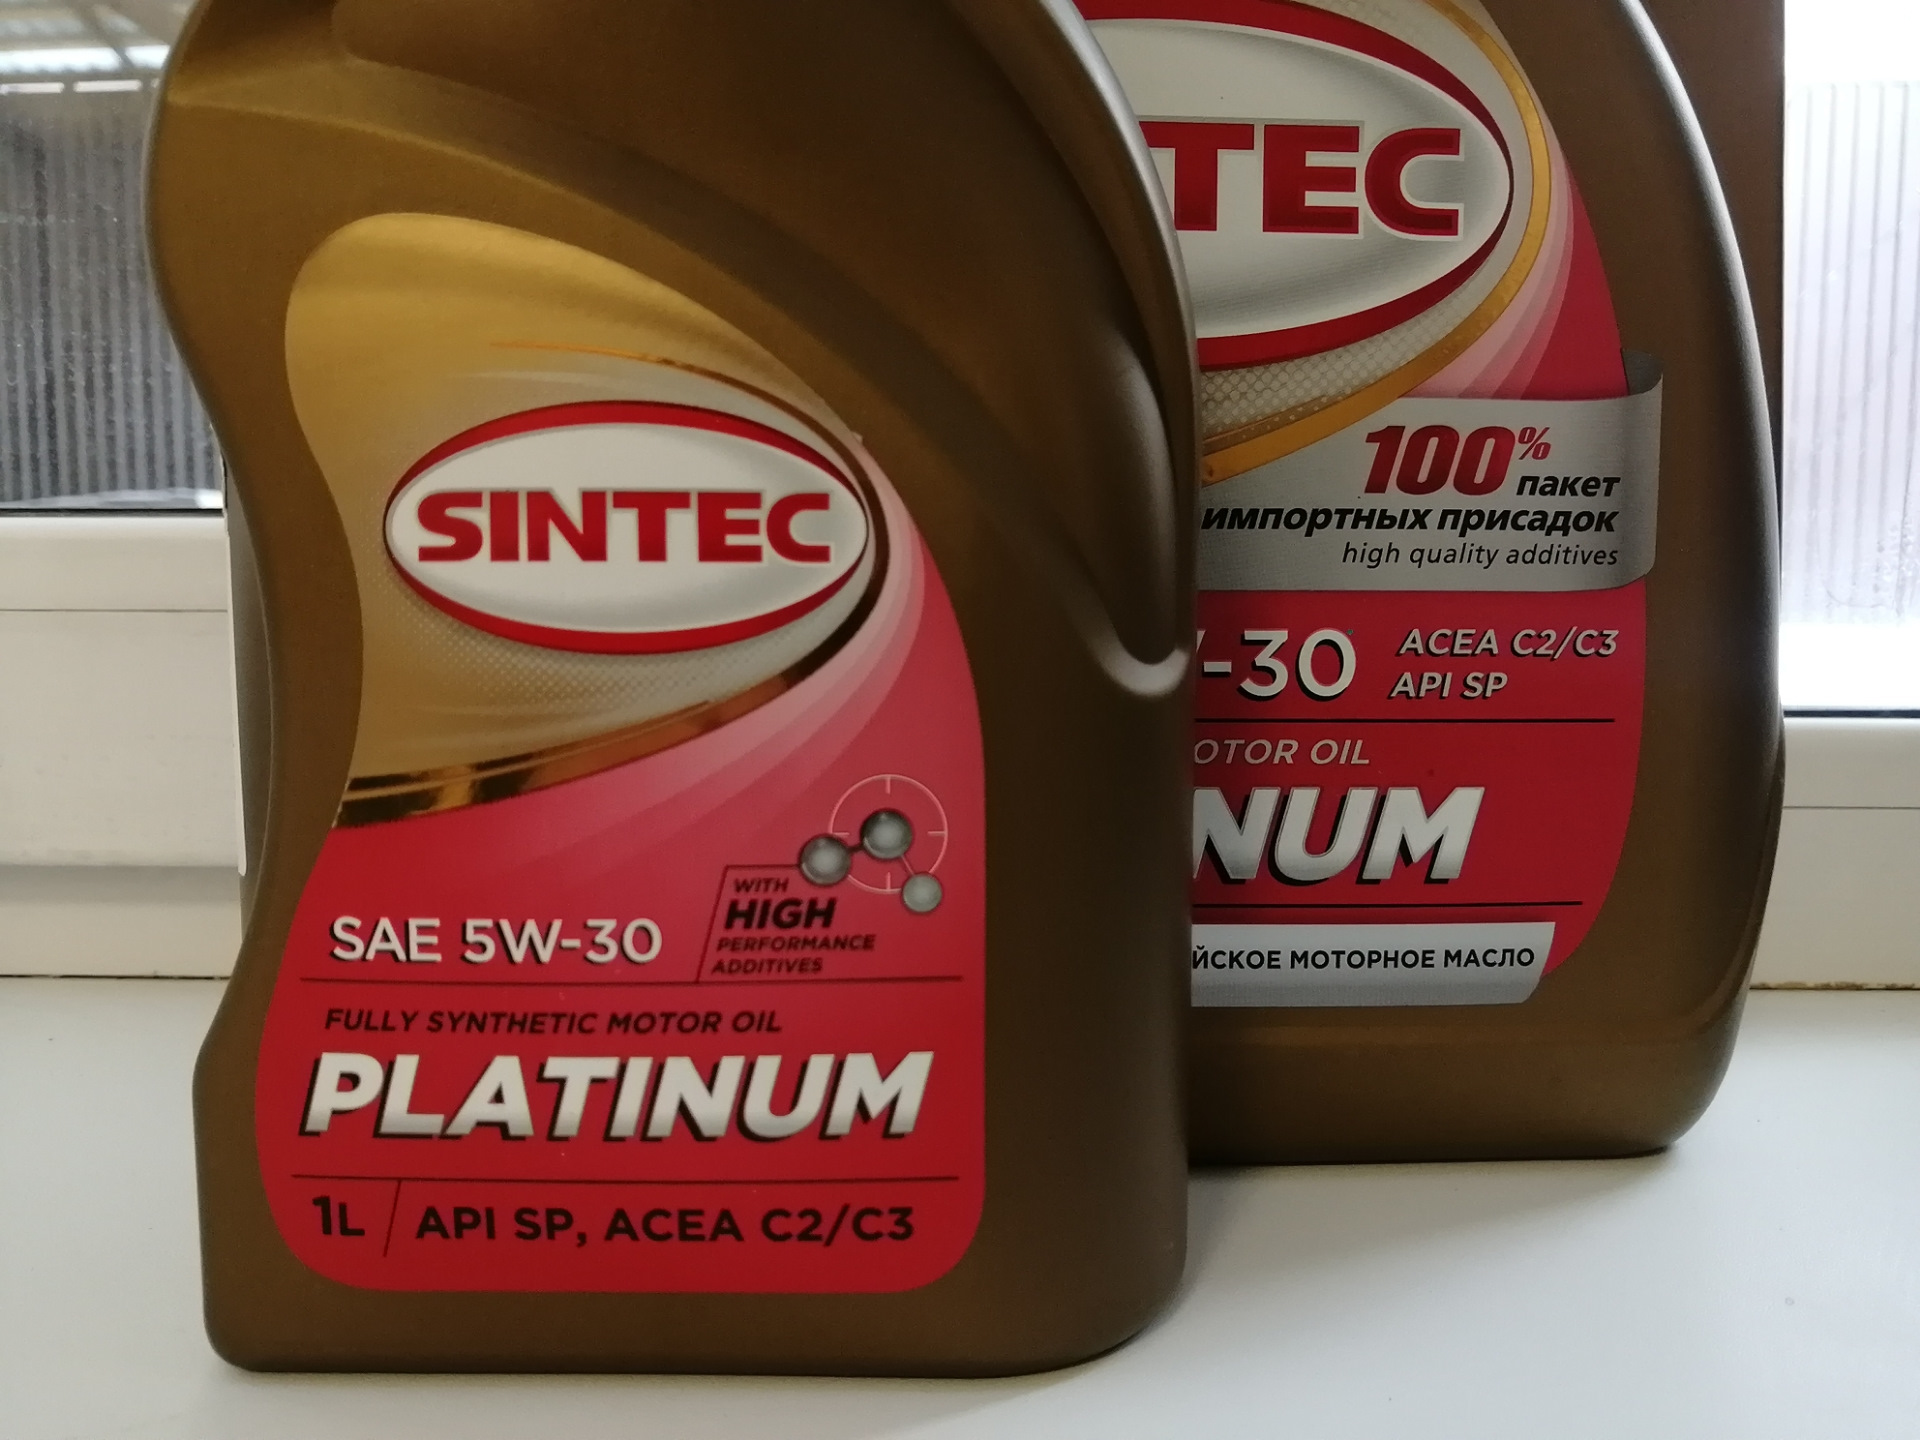 SINTEC
WITH
HIGH
PERFORMANCE
ADDITIVES
SAE 5W-30
FULLY SYNTHETIC MOTOR OIL
PLATINUM
1L API SP, ACEA C2/C3
TEC
100%
пакет
импортных присадок
high quality additives
-30 ACEA C2/C3
API SP
OTOR OIL
NUM
ЙСКОЕ МОТОРНОЕ МАСЛО